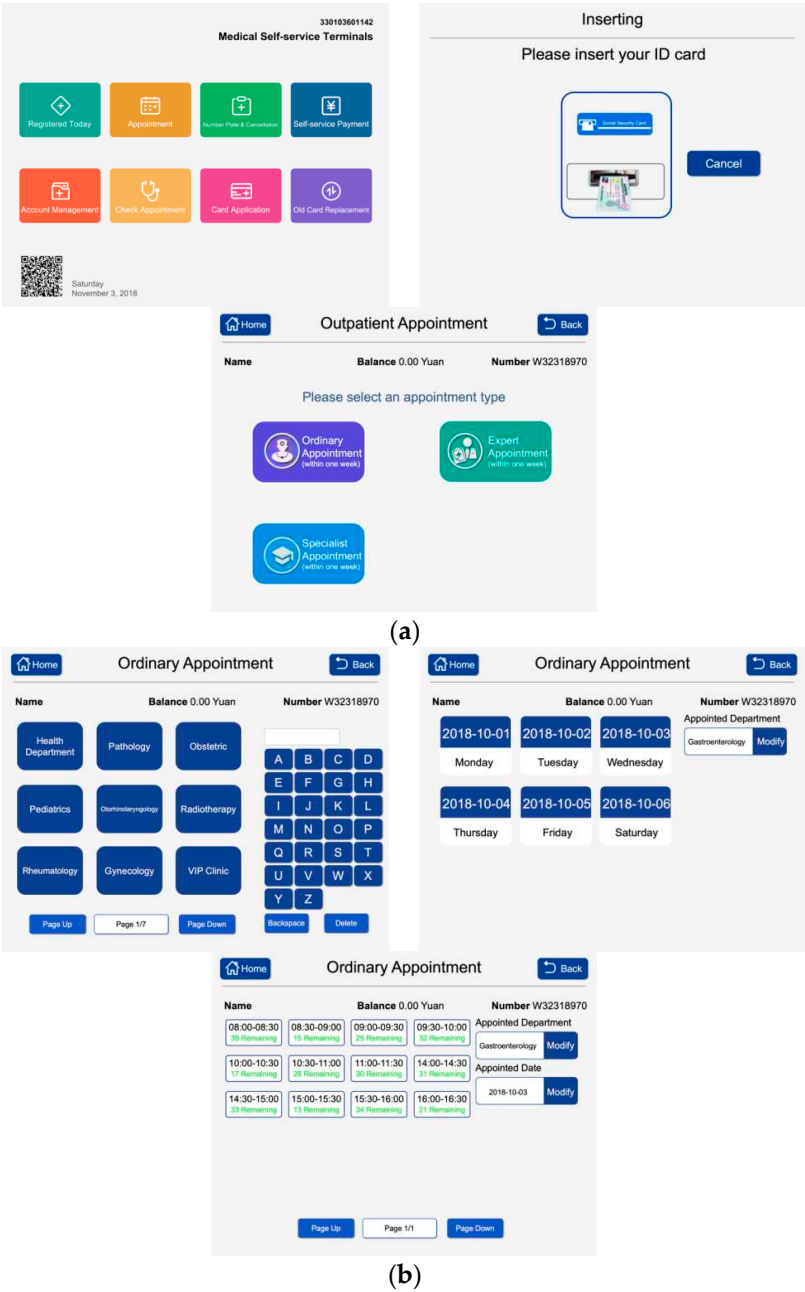 330103601142
Medical Self-service Terminals
Registered Today
Appointment
Number Plate & Cancellation
Self-service Payment
Account Management
Check Appointment
Card Application
Old Card Replacement
Saturday
November 3, 2018
Inserting
Please insert your ID card
Social Security Card
Cancel
Home
Outpatient Appointment
Back
Name Balance 0.00 Yuan Number W32318970
Please select an appointment type
Ordinary
Appointment
(within one week)
Expert
Appointment
(within one week)
Specialist
Appointment
(within one week)
(a)
Home
Ordinary Appointment
Back
Name Balance 0.00 Yuan Number W32318970
Health
Department
Pathology
Obstetric
Pediatrics
Otorhinolaryngology
Radiotherapy
Rheumatology
Gynecology
VIP Clinic
Page Up
Page 1/7
Page Down
A B C D
E F G H
I J K L
M N O P
Q R S T
U V W X
Y Z
Backspace
Delete
Home
Ordinary Appointment
Back
Name Balance 0.00 Yuan Number W32318970
2018-10-01 2018-10-02 2018-10-03
Monday Tuesday Wednesday
2018-10-04 2018-10-05 2018-10-06
Thursday Friday Saturday
Appointed Department
Gastroenterology Modify
Home
Ordinary Appointment
Back
Name Balance 0.00 Yuan Number W32318970
08:00-08:30 08:30-09:00 09:00-09:30 09:30-10:00
35 Remaining 15 Remaining 25 Remaining 32 Remaining
10:00-10:30 10:30-11:00 11:00-11:30 14:00-14:30
17 Remaining 28 Remaining 30 Remaining 31 Remaining
14:30-15:00 15:00-15:30 15:30-16:00 16:00-16:30
33 Remaining 13 Remaining 34 Remaining 21 Remaining
Appointed Department
Gastroenterology Modify
Appointed Date
2018-10-03 Modify
Page Up
Page 1/1
Page Down
(b)